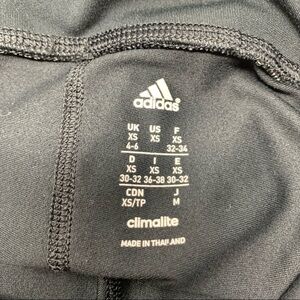 adidas®
UK US F
XS XS XS
4-6 32-34
D I E
XS XS XS
30-32 36-38 30-32
CDN J
XS/TP M
climalite
MADE IN THAILAND